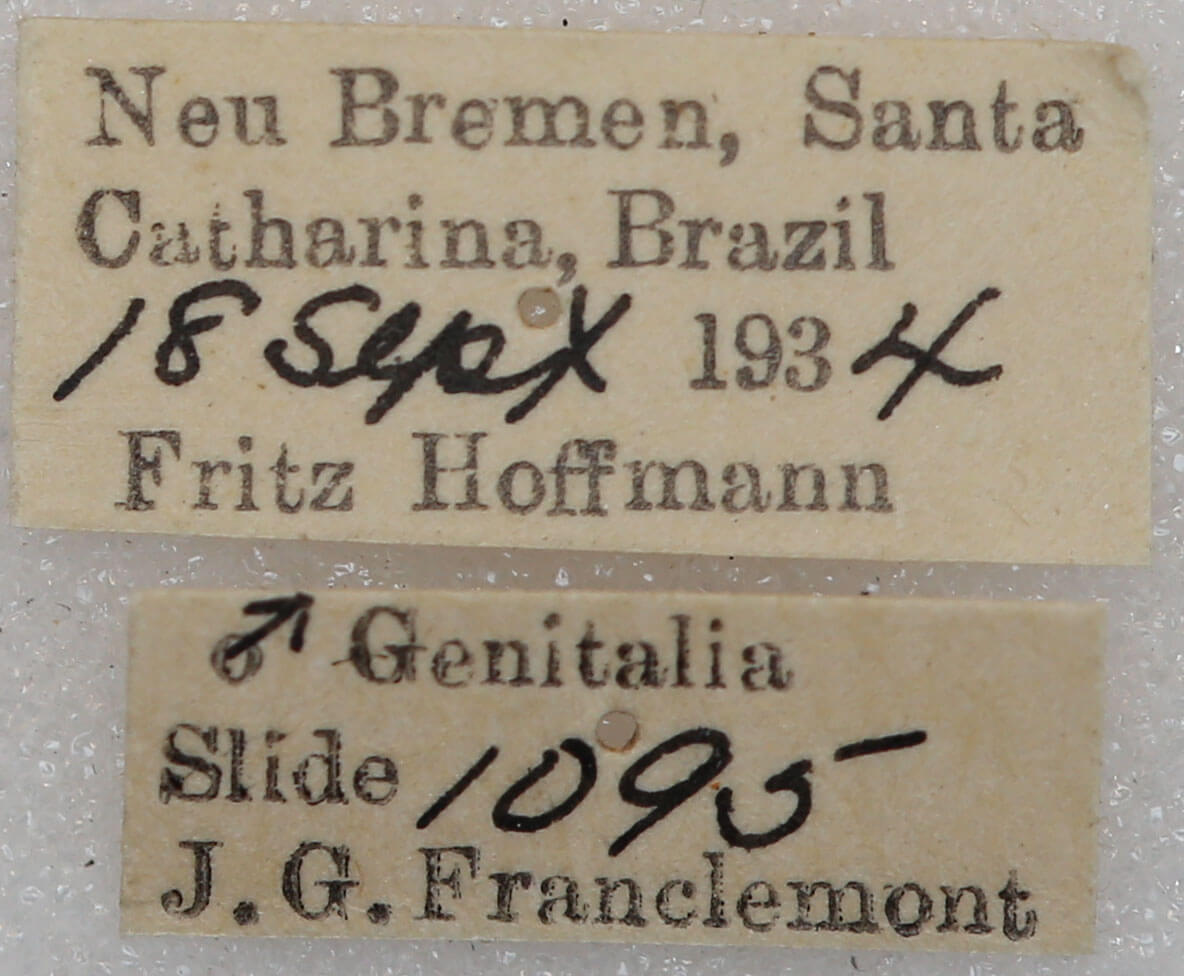 Neu Bremen, Santa
Catharina, Brazil
18 Sept 1934
Fritz Hoffmann
♂ Genitalia
Slide 1095
J. G. Franclemont